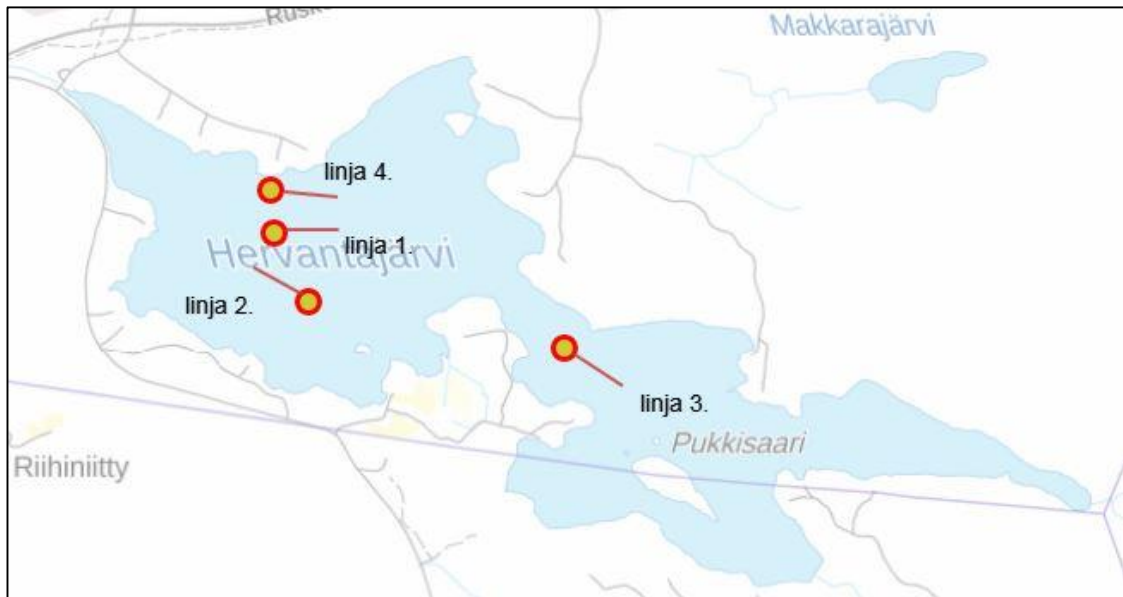 Makkarajärvi
linja 4.
Hervantajärvi
linja 1.
linja 2.
linja 3.
Pukkisaari
Riihiniitty